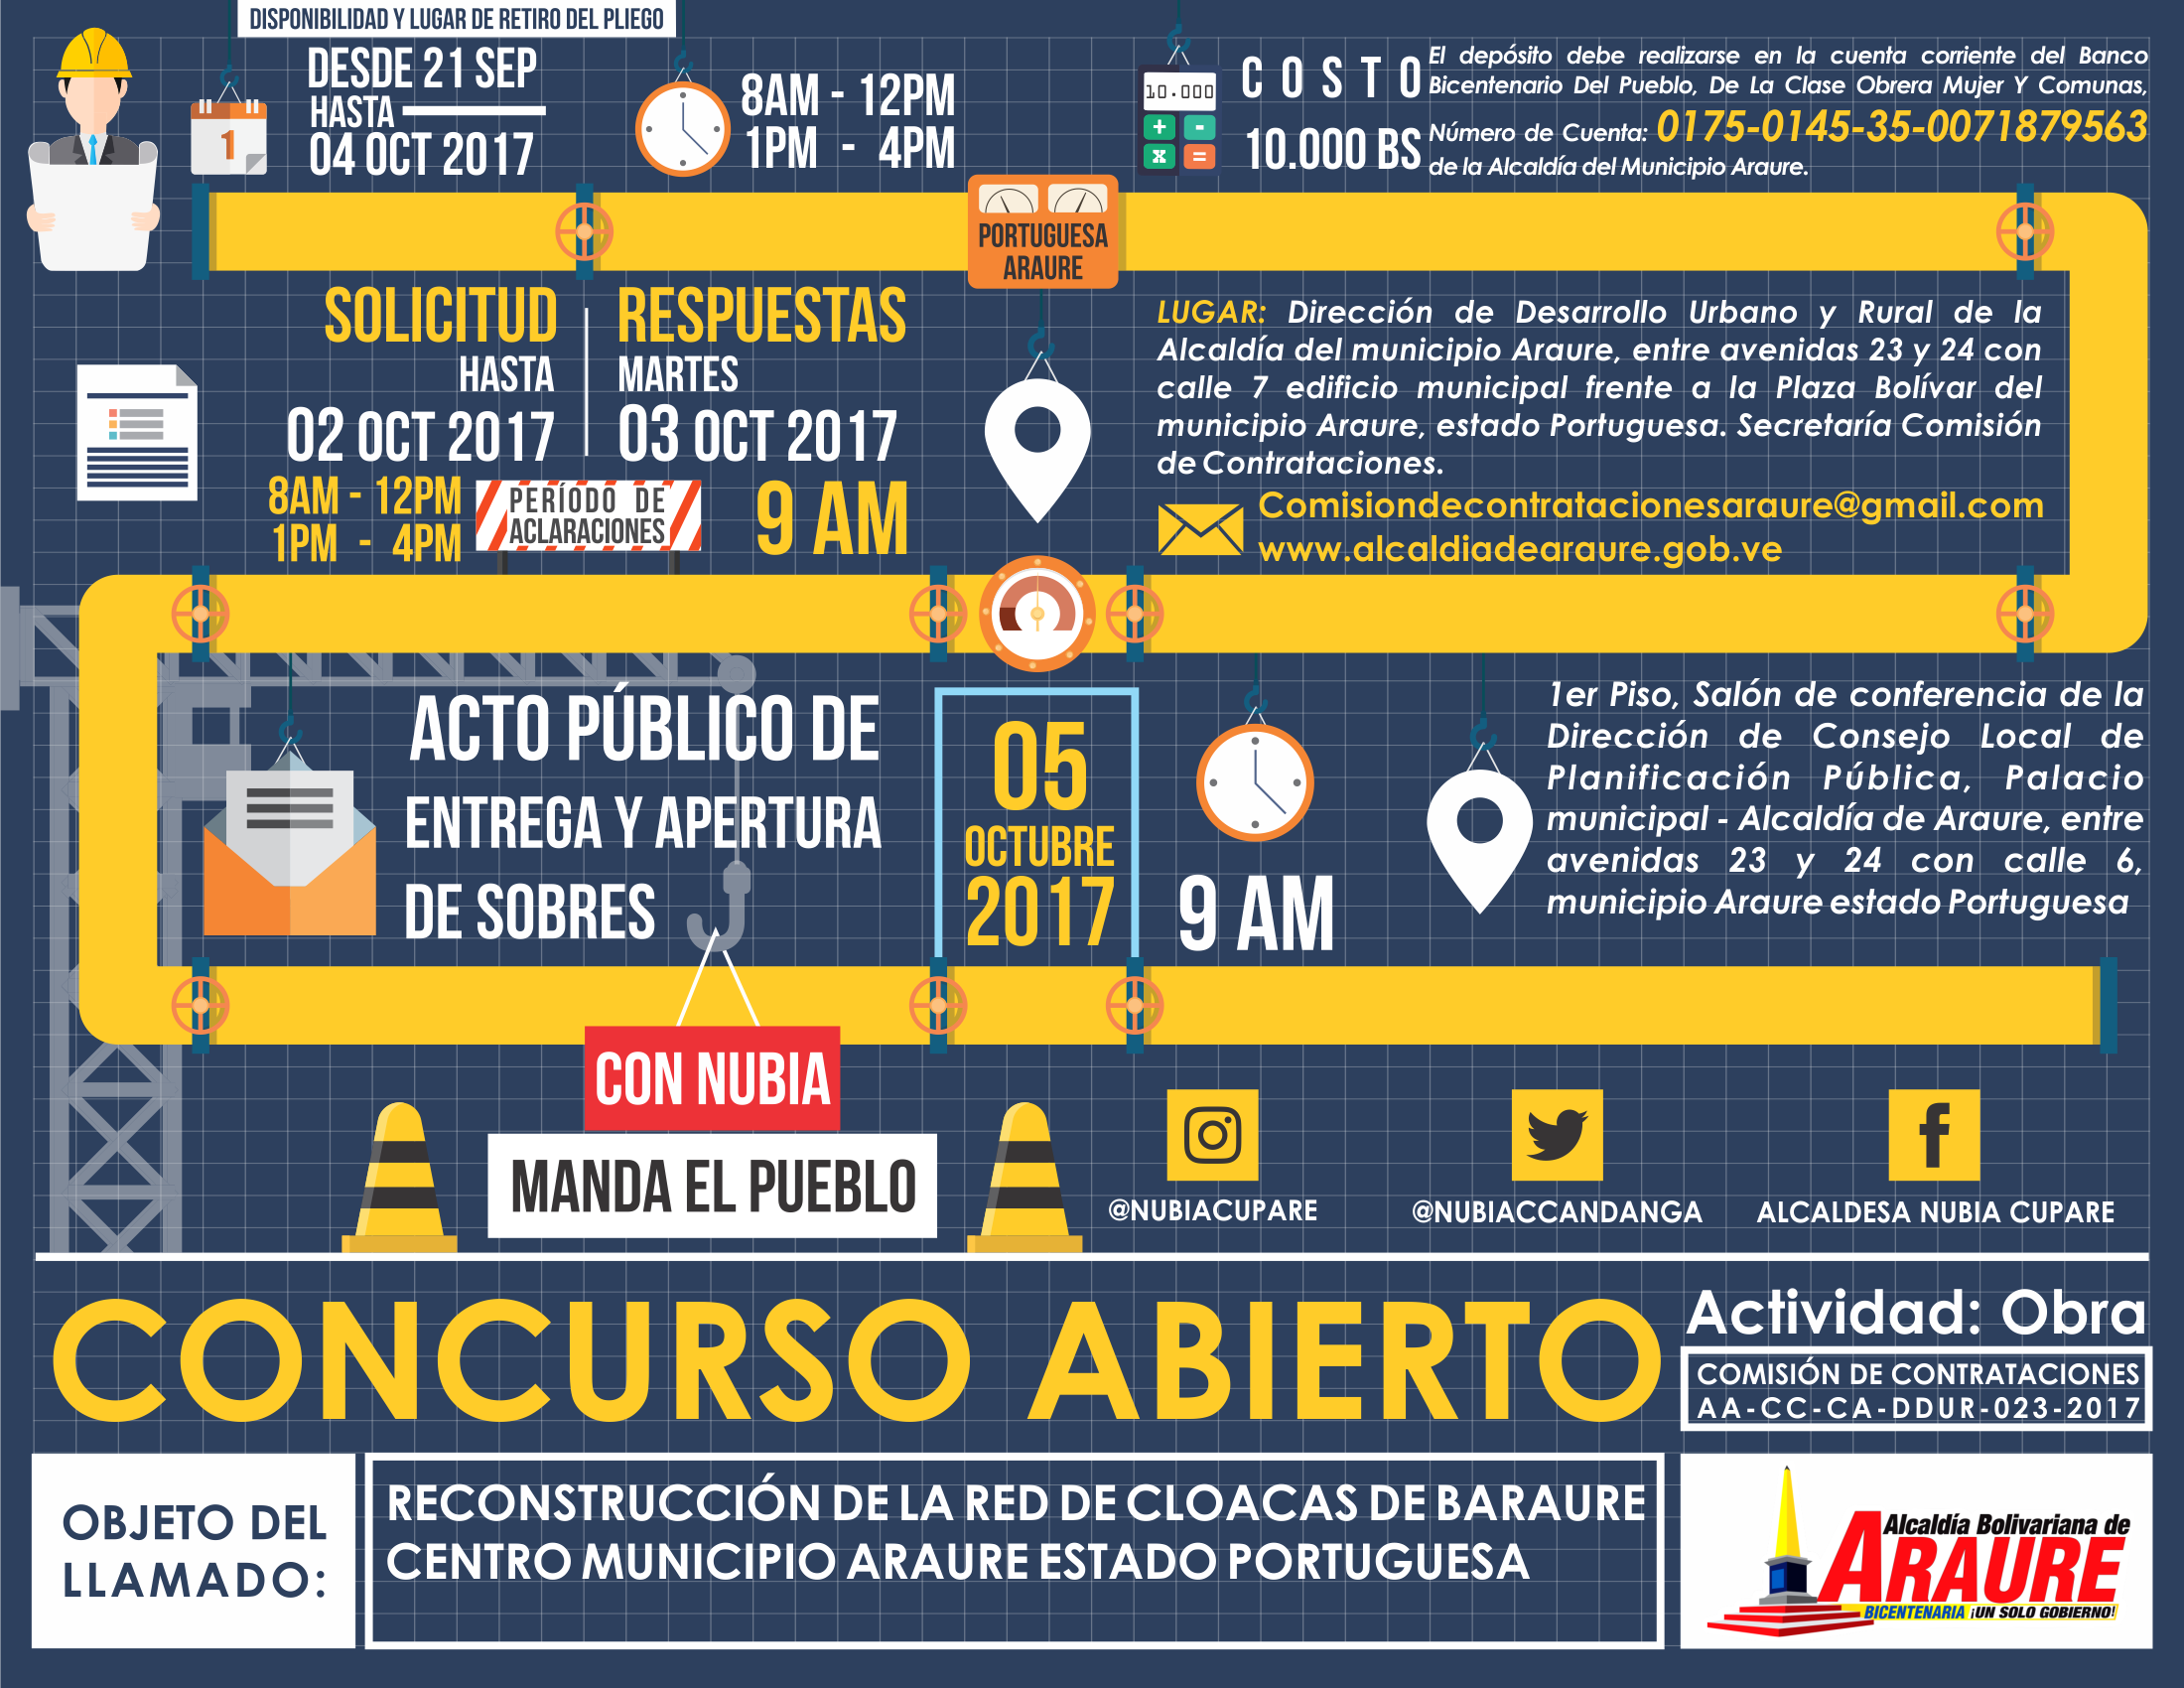 DISPONIBILIDAD Y LUGAR DE RETIRO DEL PLIEGO
DESDE 21 SEP
HASTA
04 OCT 2017
1
8AM - 12PM
1PM - 4PM
10.000
+ -
x =
COSTO
10.000 BS
El depósito debe realizarse en la cuenta corriente del Banco
Bicentenario Del Pueblo, De La Clase Obrera Mujer Y Comunas,
Número de Cuenta: 0175-0145-35-0071879563
de la Alcaldía del Municipio Araure.
PORTUGUESA
ARAURE
SOLICITUD
HASTA
02 OCT 2017
8AM - 12PM
1PM - 4PM
RESPUESTAS
MARTES
03 OCT 2017
9 AM
PERÍODO DE
ACLARACIONES
LUGAR: Dirección de Desarrollo Urbano y Rural de la
Alcaldía del municipio Araure, entre avenidas 23 y 24 con
calle 7 edificio municipal frente a la Plaza Bolívar del
municipio Araure, estado Portuguesa. Secretaría Comisión
de Contrataciones.
Comisiondecontratacionesaraure@gmail.com
www.alcaldiadearaure.gob.ve
ACTO PÚBLICO DE
ENTREGA Y APERTURA
DE SOBRES
05
OCTUBRE
2017
9 AM
1er Piso, Salón de conferencia de la
Dirección de Consejo Local de
Planificación Pública, Palacio
municipal - Alcaldía de Araure, entre
avenidas 23 y 24 con calle 6,
municipio Araure estado Portuguesa
CON NUBIA
MANDA EL PUEBLO
@NUBIACUPARE
@NUBIACCANDANGA
ALCALDESA NUBIA CUPARE
CONCURSO ABIERTO
Actividad: Obra
COMISIÓN DE CONTRATACIONES
AA-CC-CA-DDUR-023-2017
OBJETO DEL
LLAMADO:
RECONSTRUCCIÓN DE LA RED DE CLOACAS DE BARAURE
CENTRO MUNICIPIO ARAURE ESTADO PORTUGUESA
Alcaldía Bolivariana de
ARAURE
BICENTENARIA ¡UN SOLO GOBIERNO!